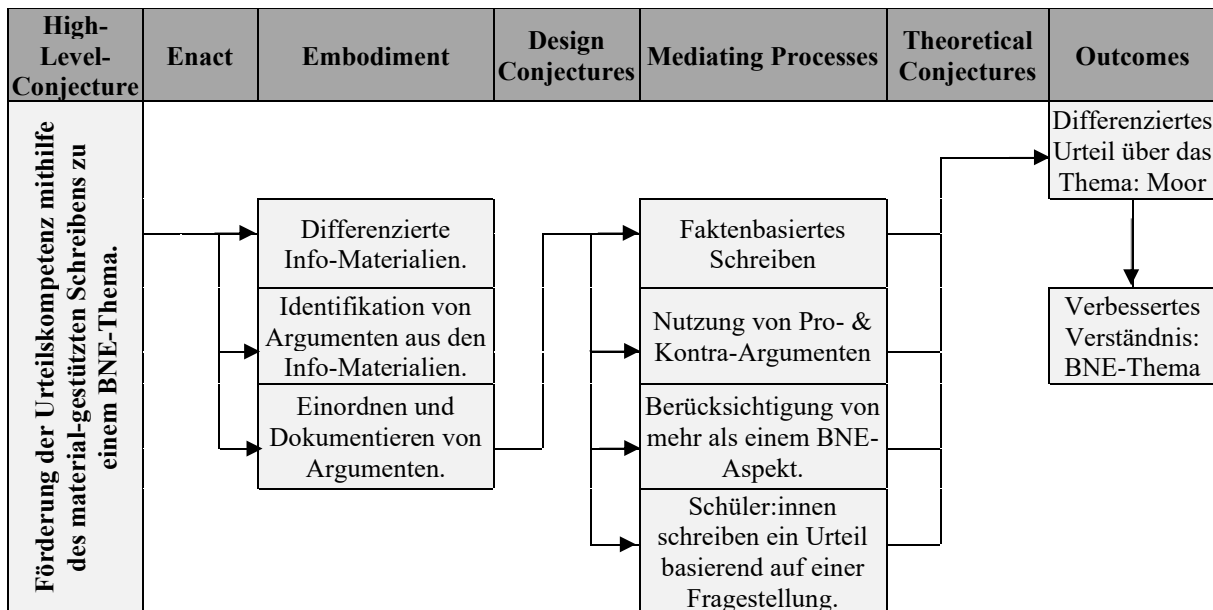 High-
Level-
Conjecture
Enact
Embodiment
Design
Conjectures
Mediating Processes
Theoretical
Conjectures
Outcomes
Förderung der Urteilskompetenz mithilfe
des material-gestützten Schreibens zu
einem BNE-Thema.
Differenzierte
Info-Materialien.
Identifikation von
Argumenten aus den
Info-Materialien.
Einordnen und
Dokumentieren von
Argumenten.
Faktenbasiertes
Schreiben
Nutzung von Pro- &
Kontra-Argumenten
Berücksichtigung von
mehr als einem BNE-
Aspekt.
Schüler:innen
schreiben ein Urteil
basierend auf einer
Fragestellung.
Differenziertes
Urteil über das
Thema: Moor
Verbessertes
Verständnis:
BNE-Thema